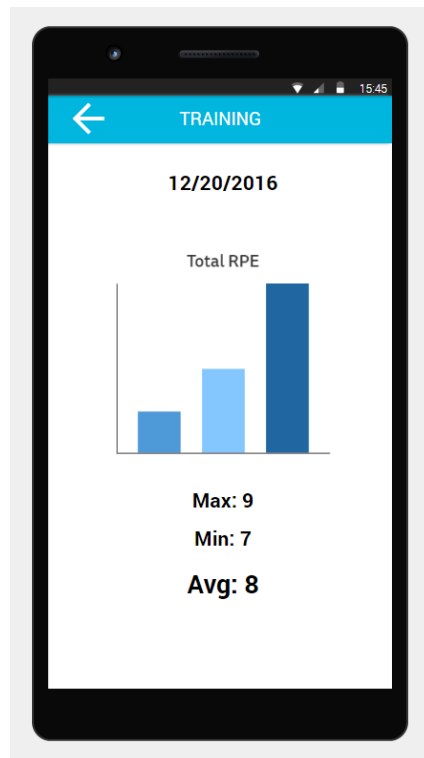 15:45
TRAINING
12/20/2016
Total RPE
Max: 9
Min: 7
Avg: 8